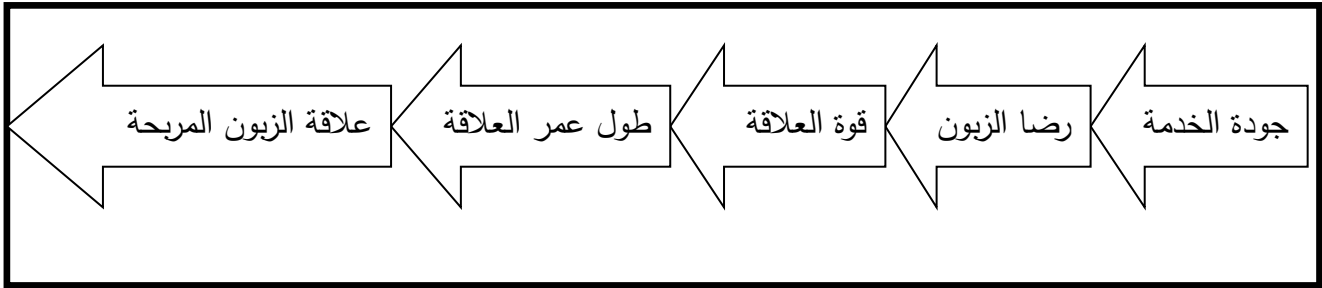 جودة الخدمة
رضا الزبون
قوة العلاقة
طول عمر العلاقة
علاقة الزبون المربحة